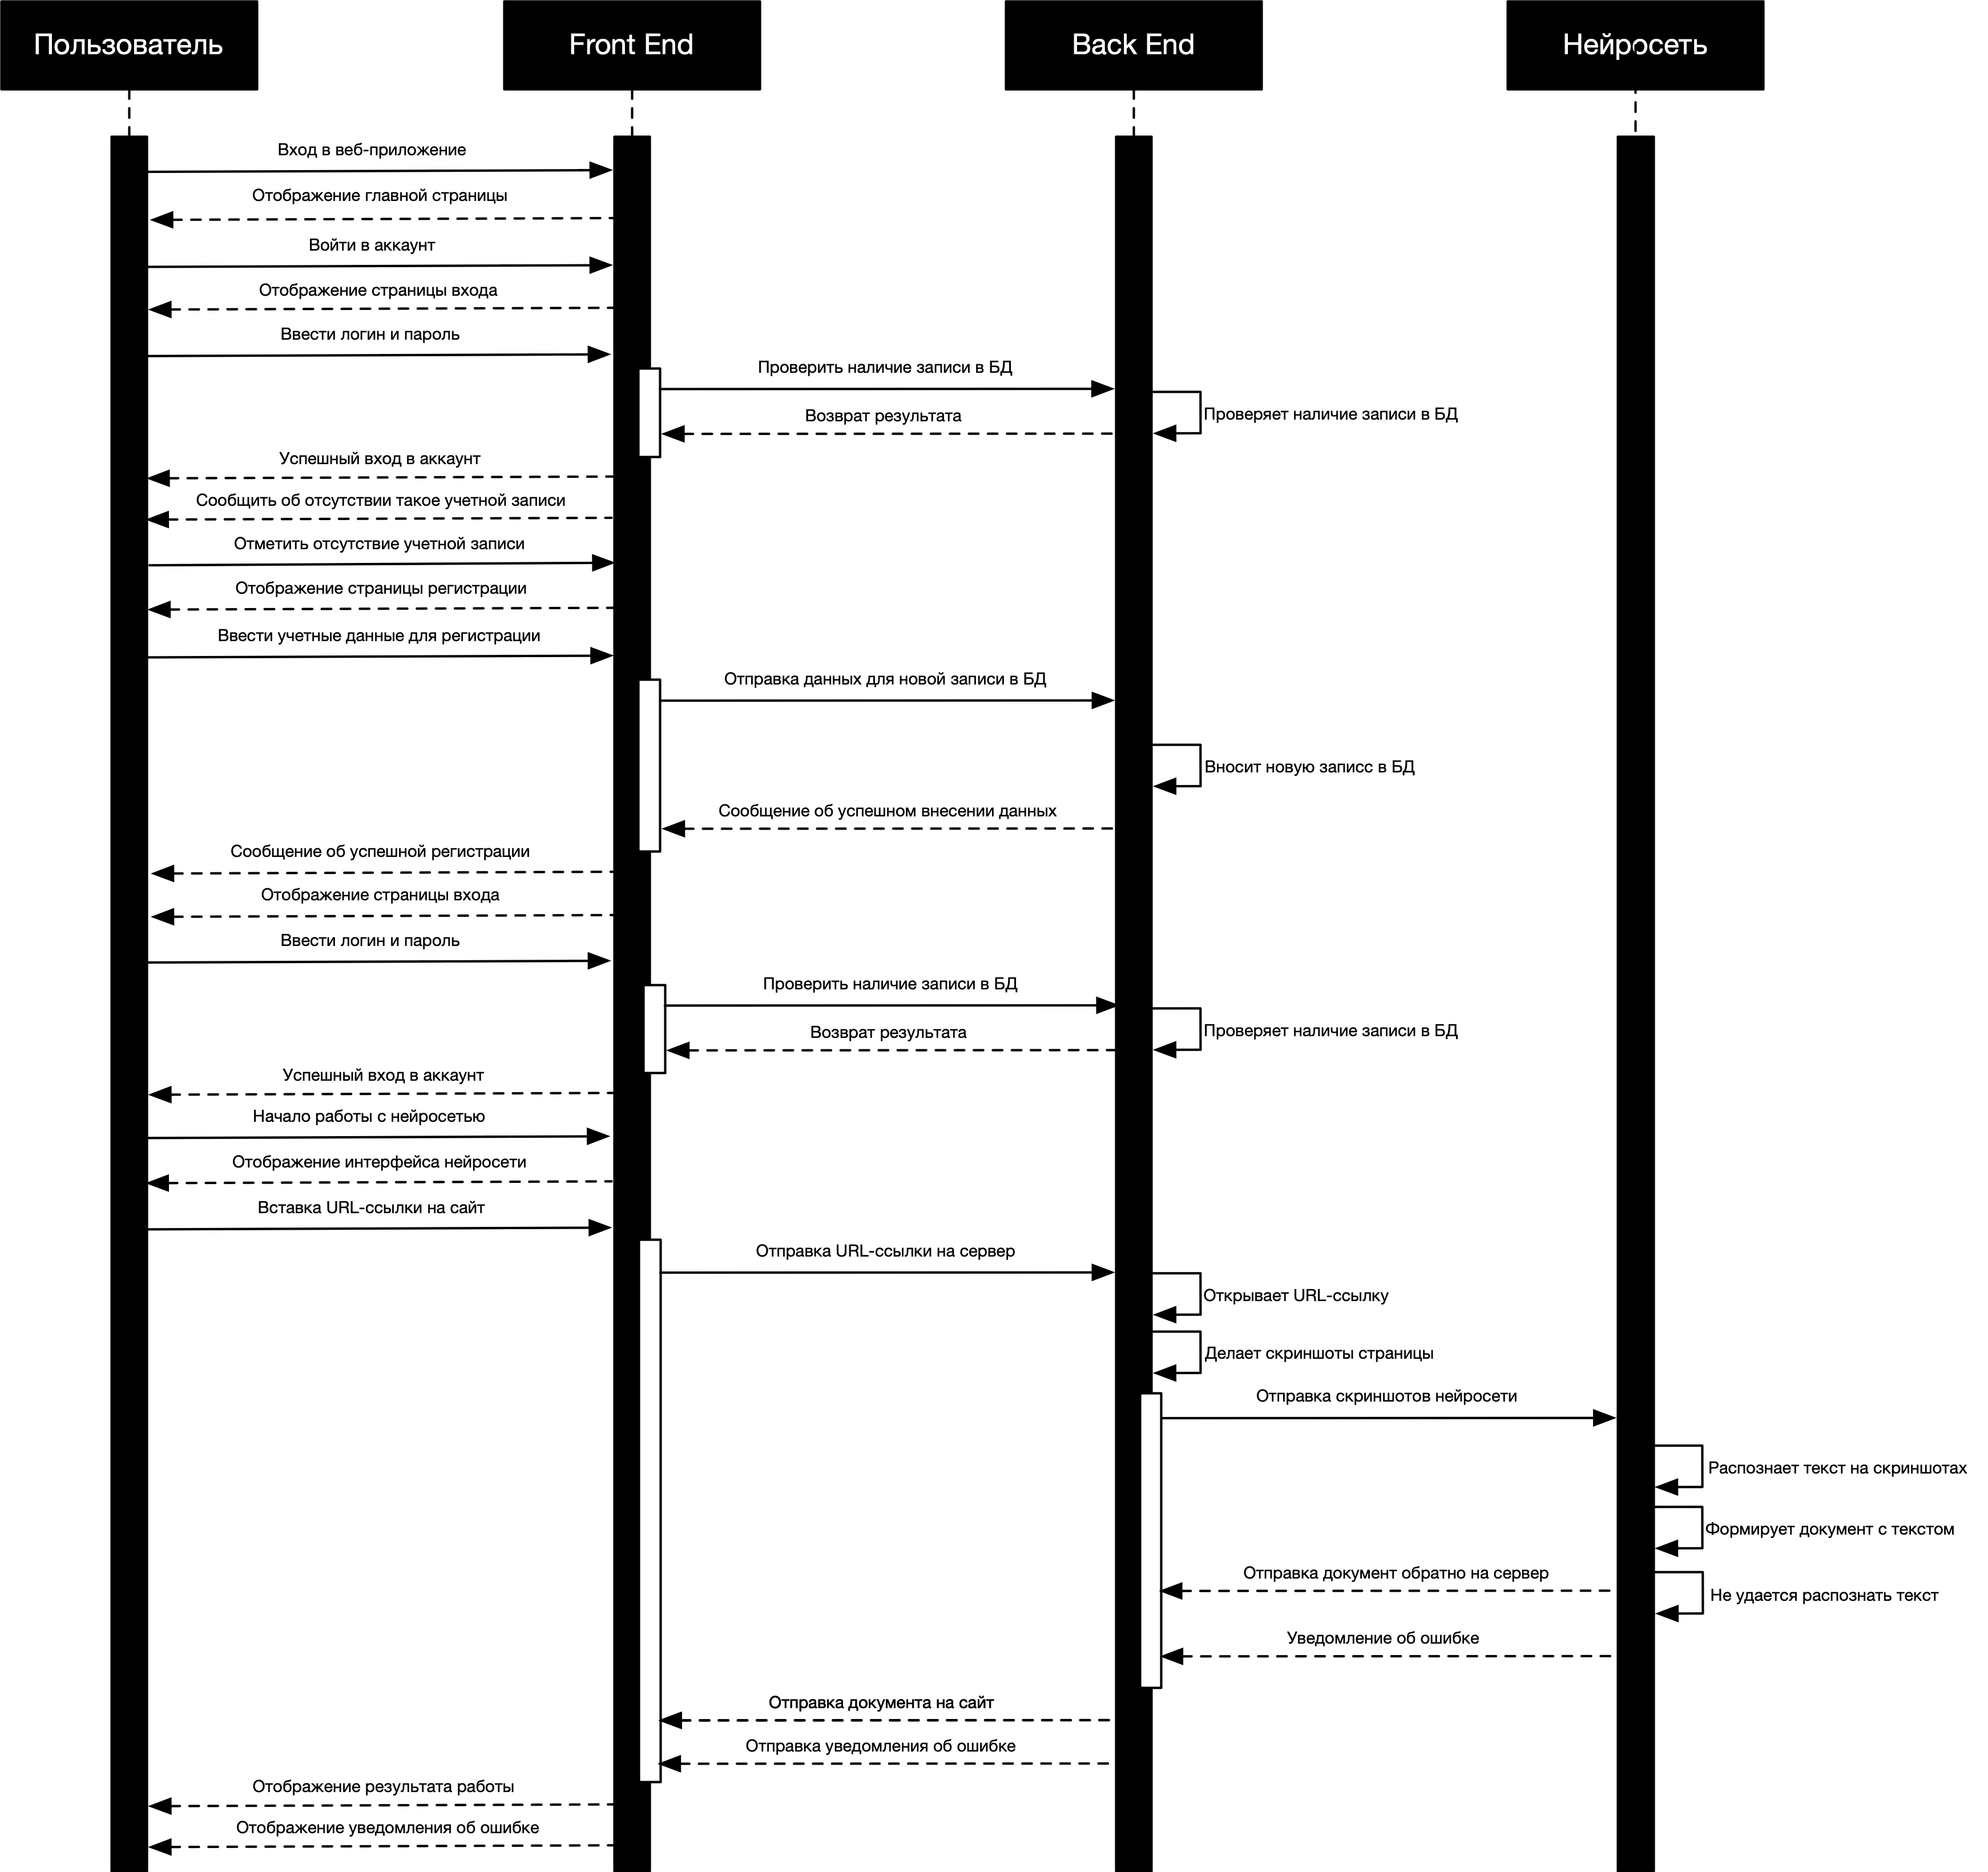 Пользователь
Front End
Back End
Нейросеть
Вход в веб-приложение
Отображение главной страницы
Войти в аккаунт
Отображение страницы входа
Ввести логин и пароль
Проверить наличие записи в БД
Проверяет наличие записи в БД
Возврат результата
Успешный вход в аккаунт
Сообщить об отсутствии такое учетной записи
Отметить отсутствие учетной записи
Отображение страницы регистрации
Ввести учетные данные для регистрации
Отправка данных для новой записи в БД
Вносит новую записс в БД
Сообщение об успешном внесении данных
Сообщение об успешной регистрации
Отображение страницы входа
Ввести логин и пароль
Проверить наличие записи в БД
Проверяет наличие записи в БД
Возврат результата
Успешный вход в аккаунт
Начало работы с нейросетью
Отображение интерфейса нейросети
Вставка URL-ссылки на сайт
Отправка URL-ссылки на сервер
Открывает URL-ссылку
Делает скриншоты страницы
Отправка скриншотов нейросети
Распознает текст на скриншотах
Формирует документ с текстом
Отправка документ обратно на сервер
Не удается распознать текст
Уведомление об ошибке
Отправка документа на сайт
Отправка уведомления об ошибке
Отображение результата работы
Отображение уведомления об ошибке